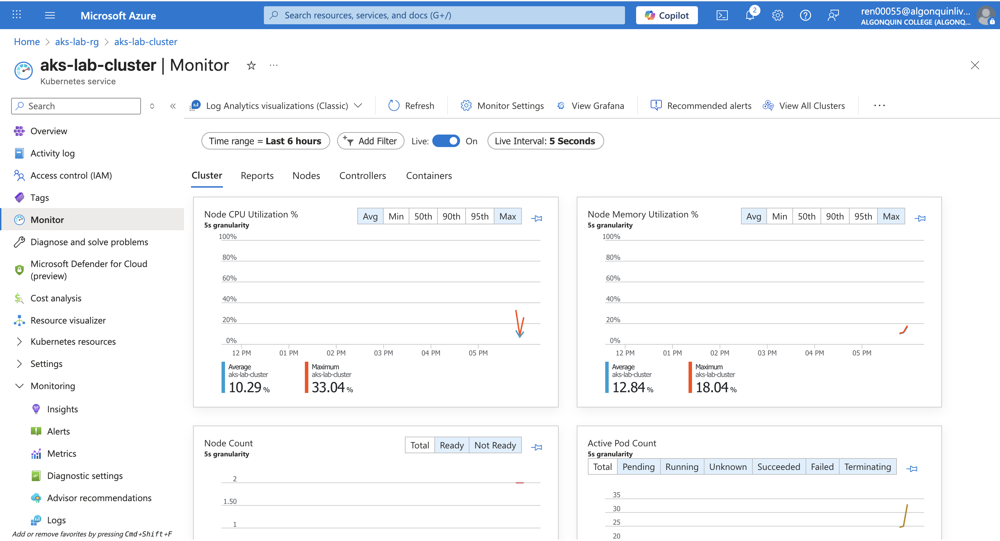 Microsoft Azure
Search resources, services, and docs (G+/)
Copilot
2
ren00055@algonquinliv...
ALGONQUIN COLLEGE (ALGONQ...
Home > aks-lab-rg > aks-lab-cluster
aks-lab-cluster | Monitor
Kubernetes service
Search
Log Analytics visualizations (Classic)
Refresh
Monitor Settings
View Grafana
Recommended alerts
View All Clusters
Overview
Activity log
Access control (IAM)
Tags
Monitor
Diagnose and solve problems
Microsoft Defender for Cloud
(preview)
Cost analysis
Resource visualizer
Kubernetes resources
Settings
Monitoring
Insights
Alerts
Metrics
Diagnostic settings
Advisor recommendations
Logs
Add or remove favorites by pressing Cmd+Shift+F
Time range = Last 6 hours
Add Filter
Live: On
Live Interval: 5 Seconds
Cluster Reports Nodes Controllers Containers
Node CPU Utilization %
5s granularity
Avg Min 50th 90th 95th Max
100%
80%
60%
40%
20%
0%
12 PM 01 PM 02 PM 03 PM 04 PM 05 PM
Average
aks-lab-cluster
10.29 %
Maximum
aks-lab-cluster
33.04 %
Node Memory Utilization %
5s granularity
Avg Min 50th 90th 95th Max
100%
80%
60%
40%
20%
0%
12 PM 01 PM 02 PM 03 PM 04 PM 05 PM
Average
aks-lab-cluster
12.84 %
Maximum
aks-lab-cluster
18.04 %
Node Count
5s granularity
Total Ready Not Ready
2
1.50
1
Active Pod Count
5s granularity
Total Pending Running Unknown Succeeded Failed Terminating
35
30
25
20